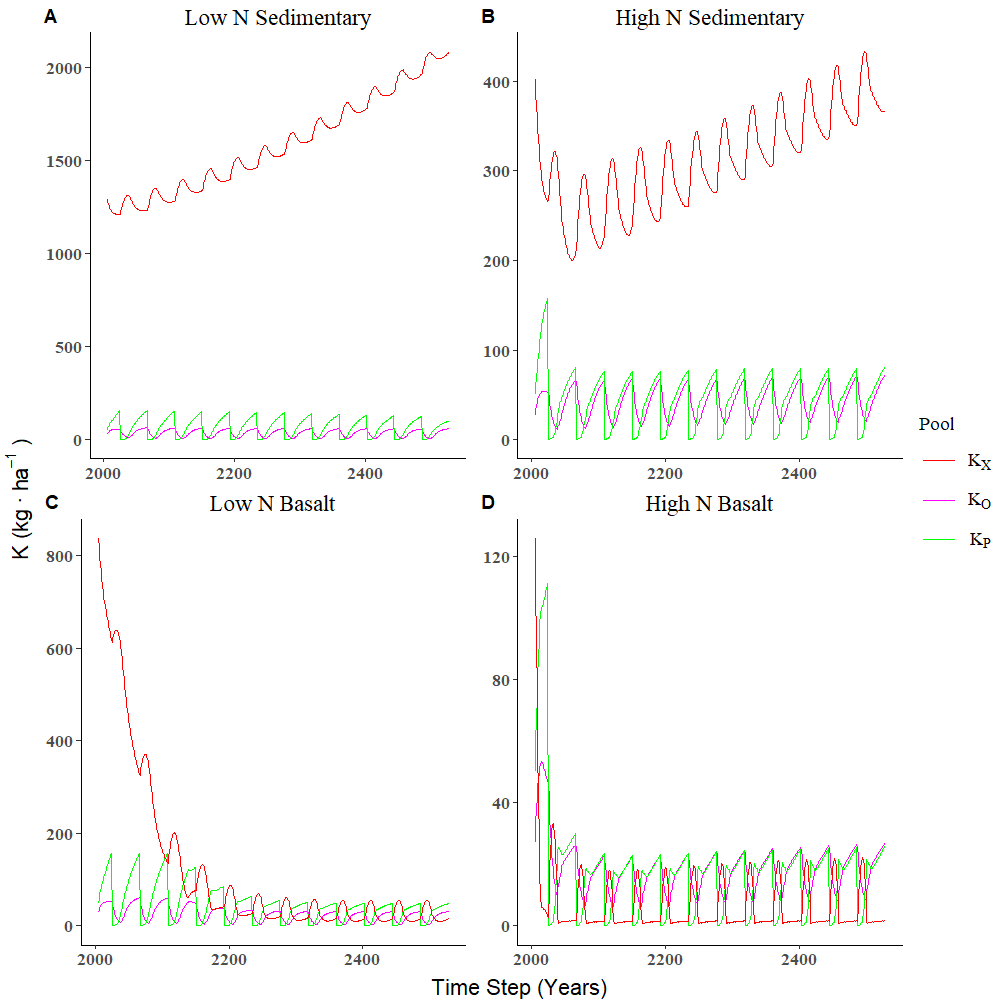 A Low N Sedimentary
B High N Sedimentary
2000
1500
1000
500
0
2000 2200 2400
400
300
200
100
0
2000 2200 2400
C Low N Basalt
D High N Basalt
800
600
400
200
0
2000 2200 2400
120
80
40
0
2000 2200 2400
K (kg · ha⁻¹ )
Time Step (Years)
Pool
K_X
K_O
K_P